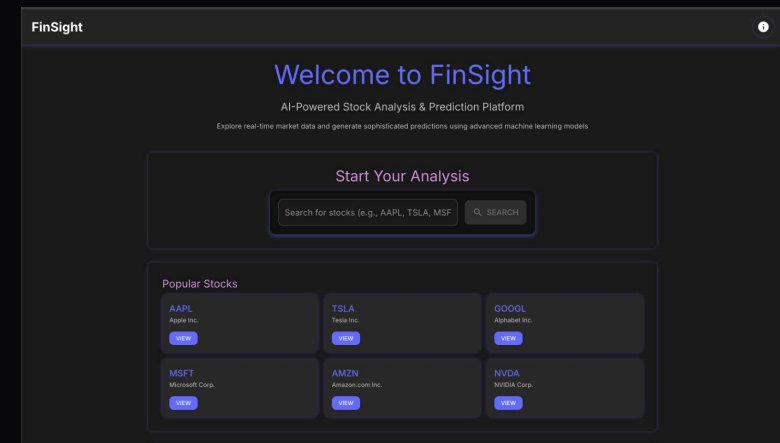 FinSight
Welcome to FinSight
AI-Powered Stock Analysis & Prediction Platform
Explore real-time market data and generate sophisticated predictions using advanced machine learning models
Start Your Analysis
Search for stocks (e.g., AAPL, TSLA, MSF
SEARCH
Popular Stocks
AAPL
Apple Inc.
VIEW
TSLA
Tesla Inc.
VIEW
GOOGL
Alphabet Inc.
VIEW
MSFT
Microsoft Corp.
VIEW
AMZN
Amazon.com Inc.
VIEW
NVDA
NVIDIA Corp.
VIEW